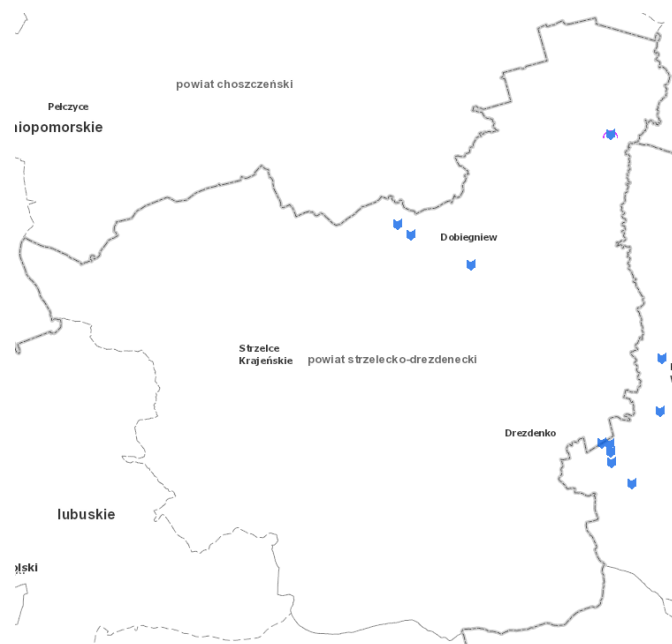 powiat choszczeński
Pełczyce
niopomorskie
Dobiegniew
Strzelce
Krajeńskie
powiat strzelecko-drezdenecki
Drezdenko
lubuskie
olski